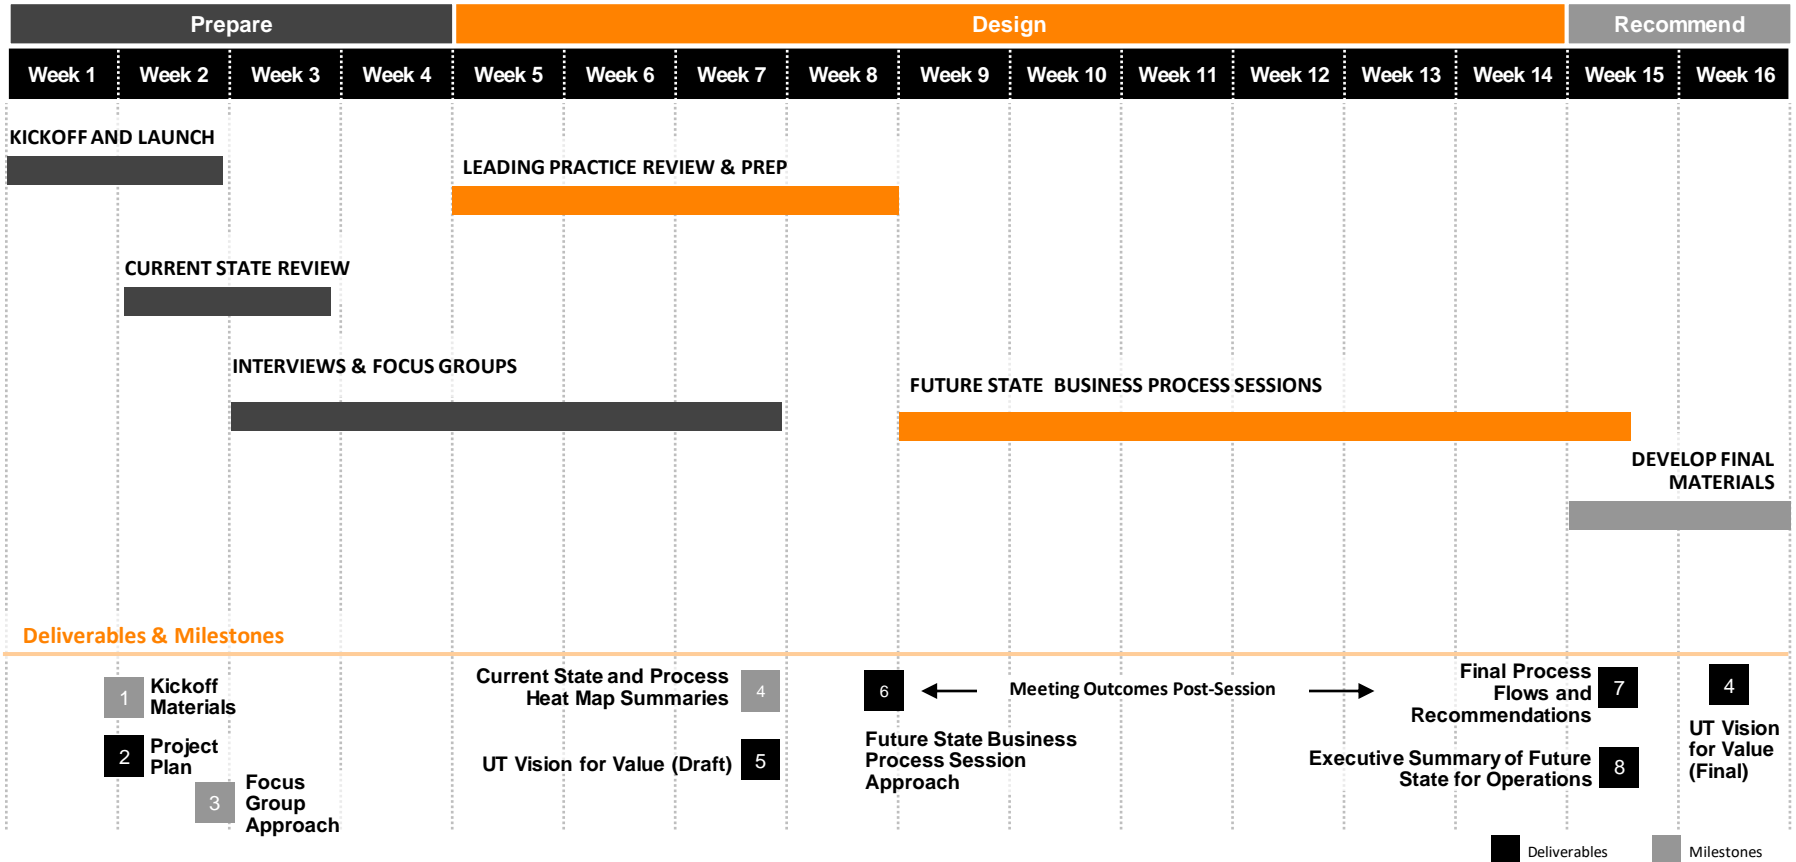 Prepare
Design
Recommend
Week 1
Week 2
Week 3
Week 4
Week 5
Week 6
Week 7
Week 8
Week 9
Week 10
Week 11
Week 12
Week 13
Week 14
Week 15
Week 16
KICKOFF AND LAUNCH
LEADING PRACTICE REVIEW & PREP
CURRENT STATE REVIEW
INTERVIEWS & FOCUS GROUPS
FUTURE STATE BUSINESS PROCESS SESSIONS
DEVELOP FINAL
MATERIALS
Deliverables & Milestones
1
Kickoff
Materials
2
Project
Plan
3
Focus
Group
Approach
Current State and Process
Heat Map Summaries
4
UT Vision for Value (Draft)
5
6
Meeting Outcomes Post-Session
Future State Business
Process Session
Approach
Final Process
Flows and
Recommendations
7
Executive Summary of Future
State for Operations
8
4
UT Vision
for Value
(Final)
Deliverables
Milestones